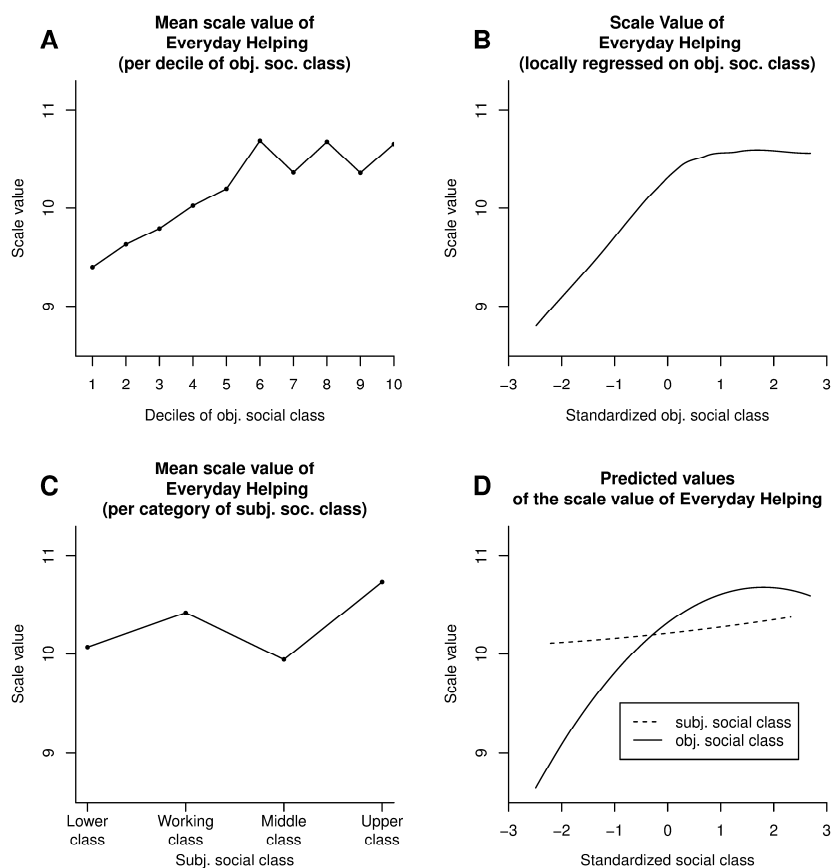 A
Mean scale value of
Everyday Helping
(per decile of obj. soc. class)
Scale value
11
10
9
1 2 3 4 5 6 7 8 9 10
Deciles of obj. social class
B
Scale Value of
Everyday Helping
(locally regressed on obj. soc. class)
Scale value
11
10
9
−3 −2 −1 0 1 2 3
Standardized obj. social class
C
Mean scale value of
Everyday Helping
(per category of subj. soc. class)
Scale value
11
10
9
Lower Working Middle Upper
class class class class
Subj. social class
D
Predicted values
of the scale value of Everyday Helping
Scale value
11
10
9
subj. social class
obj. social class
−3 −2 −1 0 1 2 3
Standardized social class